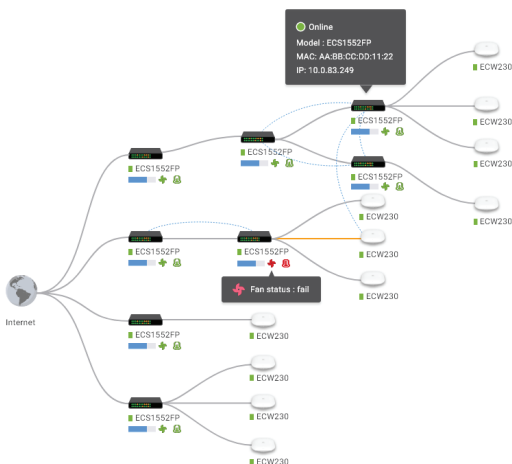 Online
Model : ECS1552FP
MAC: AA:BB:CC:DD:11:22
IP: 10.0.83.249
ECW230
ECS1552FP
ECW230
ECS1552FP
ECS1552FP
ECW230
ECS1552FP
ECW230
ECW230
ECS1552FP
ECS1552FP
ECW230
Fan status : fail
ECW230
Internet
ECS1552FP
ECW230
ECW230
ECS1552FP
ECW230
ECW230